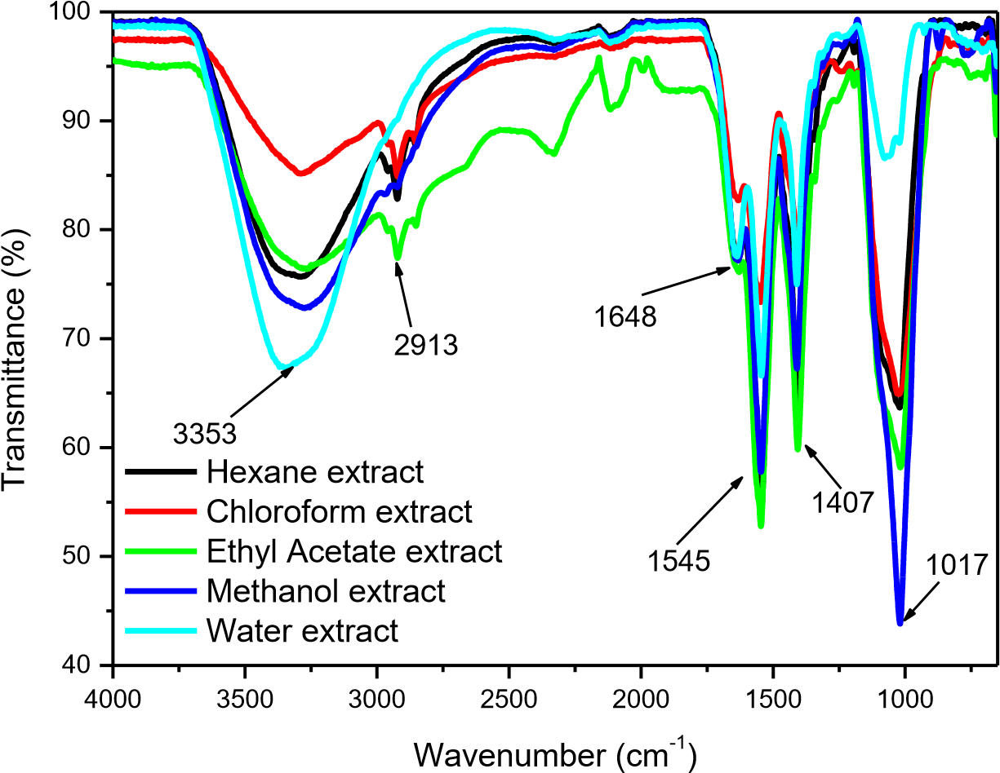 100
90
80
70
60
50
40
Transmittance (%)
2913
3353
1648
1545
1407
1017
Hexane extract
Chloroform extract
Ethyl Acetate extract
Methanol extract
Water extract
4000 3500 3000 2500 2000 1500 1000
Wavenumber (cm⁻¹)